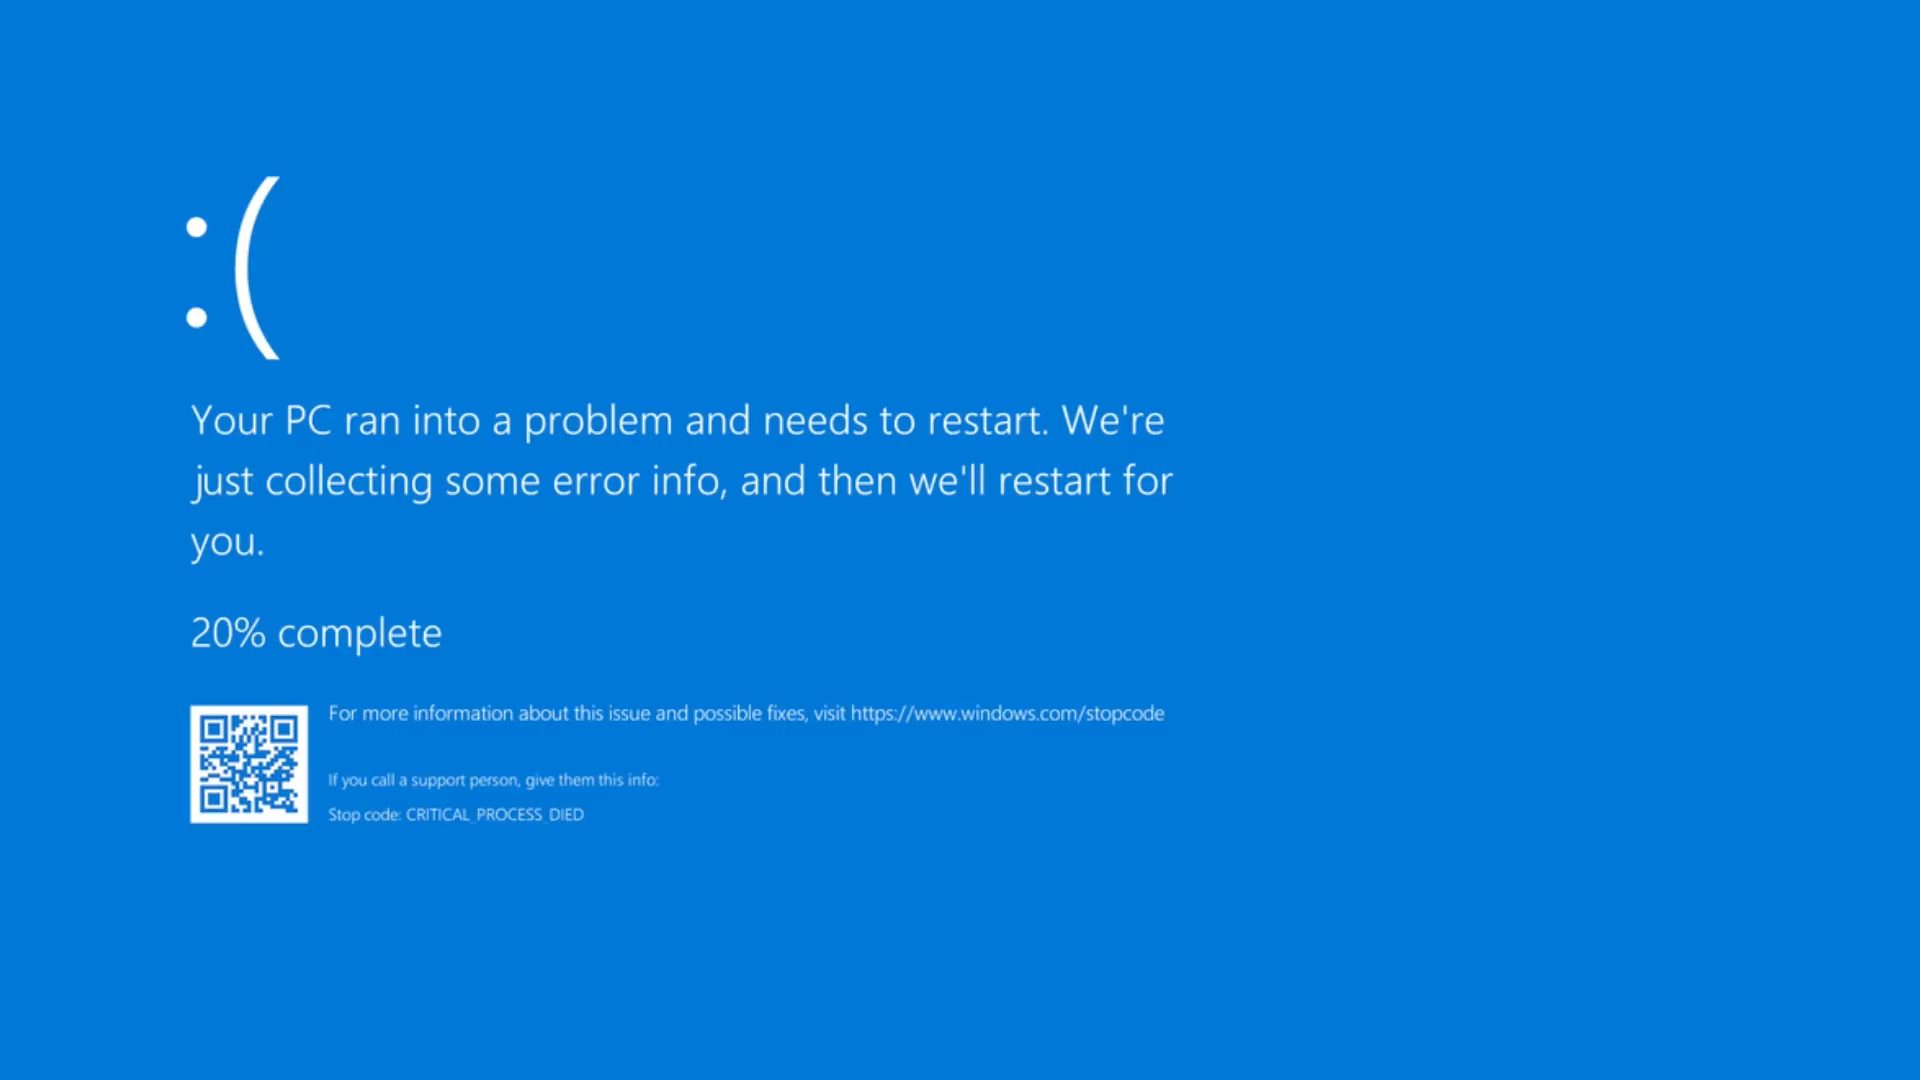 :(
Your PC ran into a problem and needs to restart. We're
just collecting some error info, and then we'll restart for
you.
20% complete
For more information about this issue and possible fixes, visit https://www.windows.com/stopcode
If you call a support person, give them this info:
Stop code: CRITICAL_PROCESS_DIED